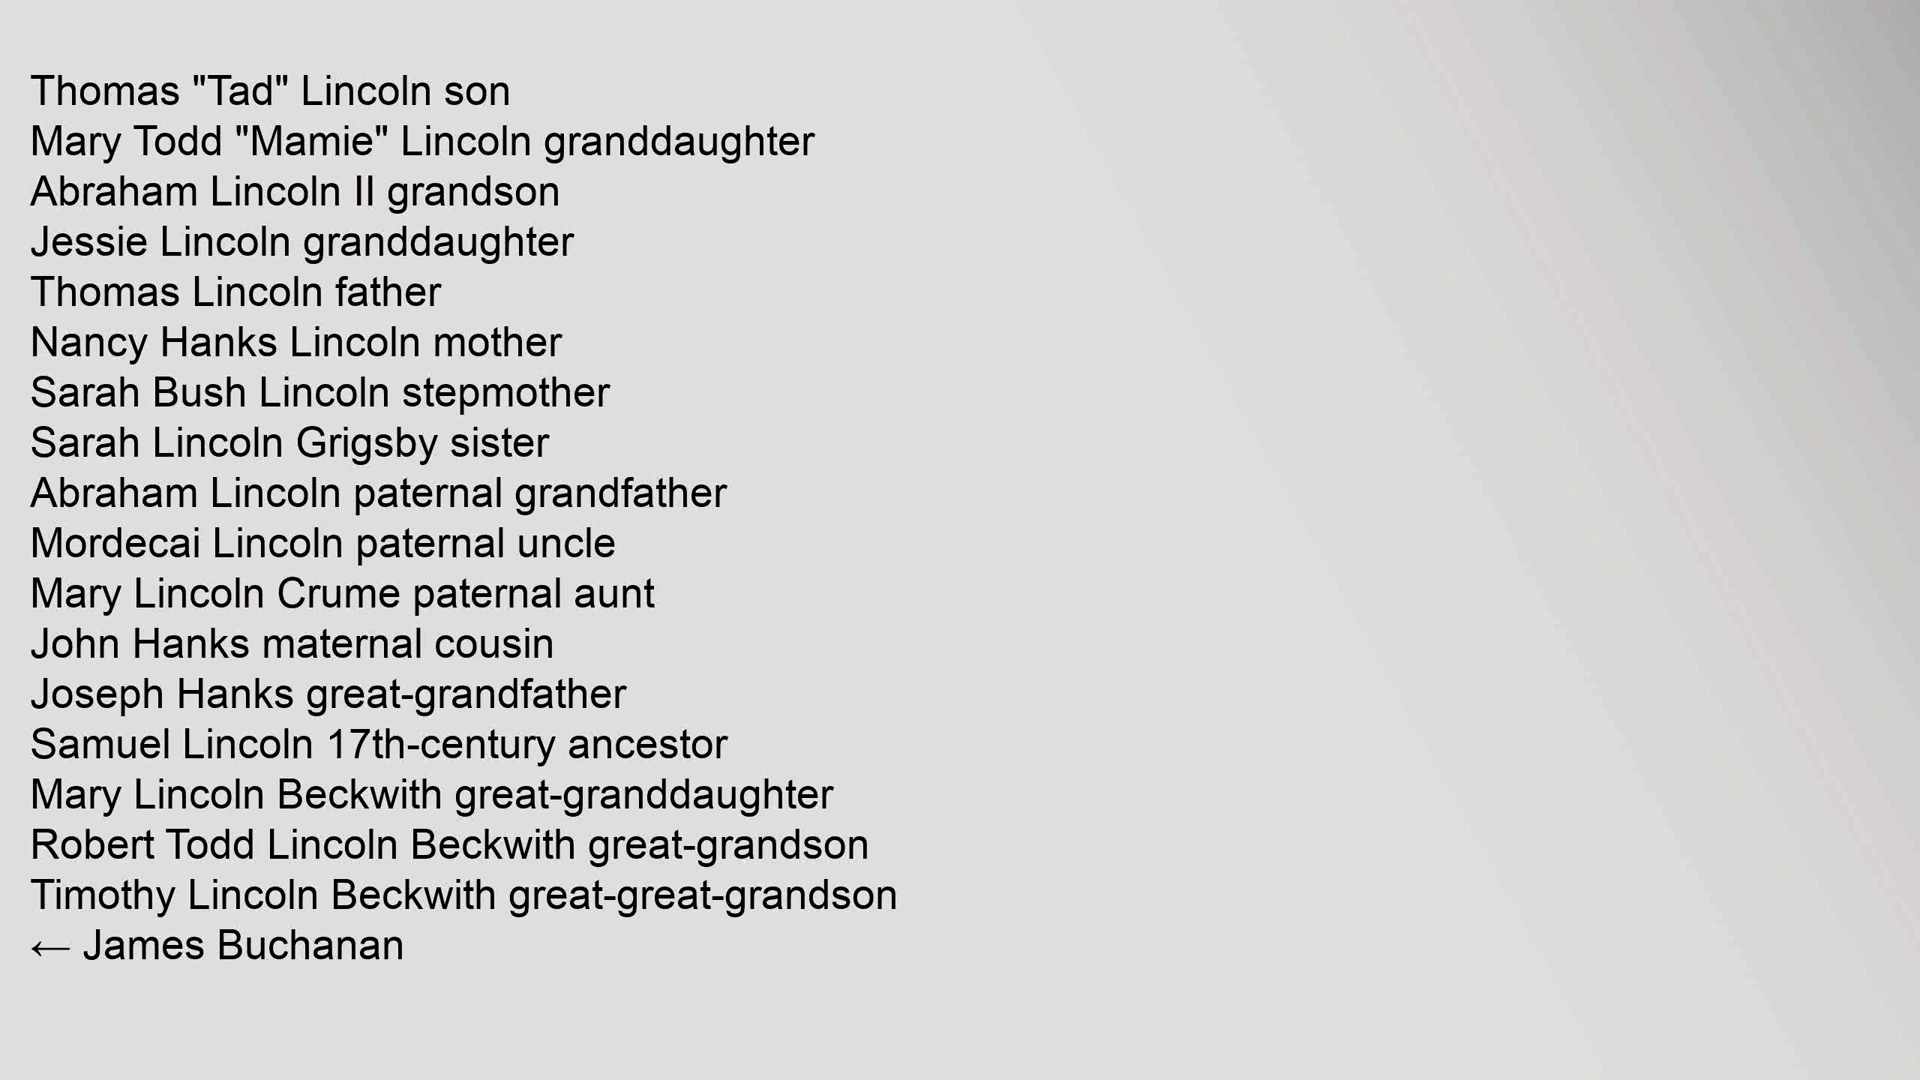 Thomas "Tad" Lincoln son
Mary Todd "Mamie" Lincoln granddaughter
Abraham Lincoln II grandson
Jessie Lincoln granddaughter
Thomas Lincoln father
Nancy Hanks Lincoln mother
Sarah Bush Lincoln stepmother
Sarah Lincoln Grigsby sister
Abraham Lincoln paternal grandfather
Mordecai Lincoln paternal uncle
Mary Lincoln Crume paternal aunt
John Hanks maternal cousin
Joseph Hanks great-grandfather
Samuel Lincoln 17th-century ancestor
Mary Lincoln Beckwith great-granddaughter
Robert Todd Lincoln Beckwith great-grandson
Timothy Lincoln Beckwith great-great-grandson
← James Buchanan